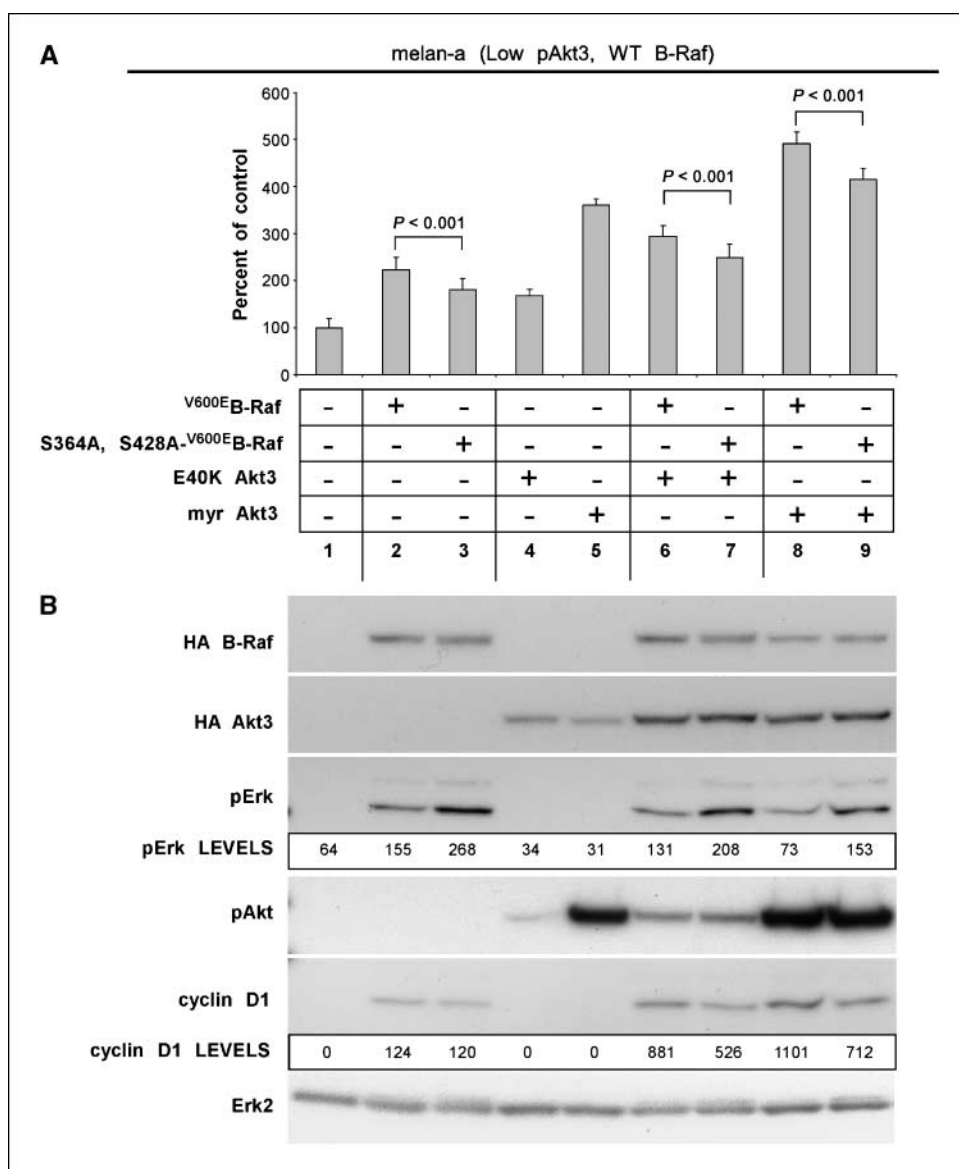 A
melan-a (Low pAkt3, WT B-Raf)
Percent of control
600
500
400
300
200
100
0
P < 0.001
P < 0.001
P < 0.001
V600EB-Raf - + - - - + - + -
S364A, S428A-V600EB-Raf - - + - - - + - +
E40K Akt3 - - - + - + + - -
myr Akt3 - - - - + - - + +
1 2 3 4 5 6 7 8 9
B
HA B-Raf
HA Akt3
pErk
pErk LEVELS 64 155 268 34 31 131 208 73 153
pAkt
cyclin D1
cyclin D1 LEVELS 0 124 120 0 0 881 526 1101 712
Erk2